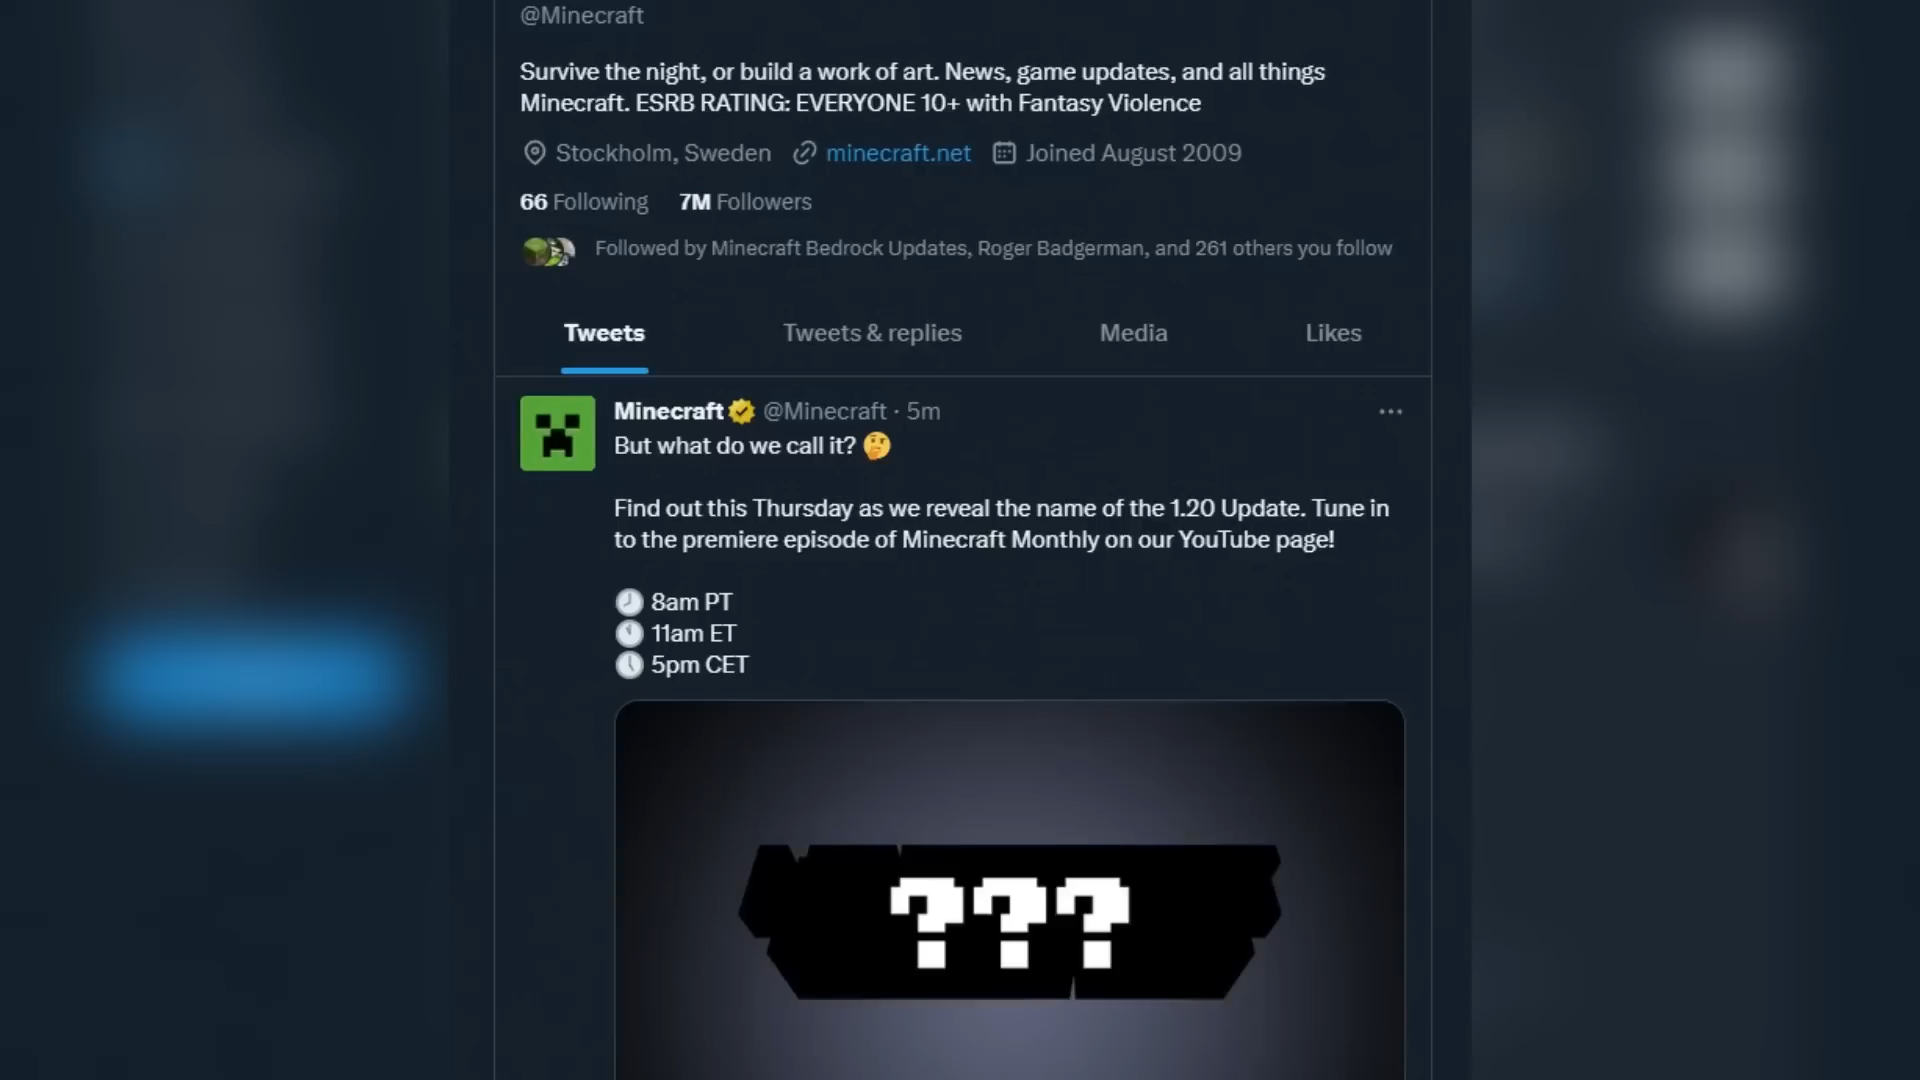 @Minecraft
Survive the night, or build a work of art. News, game updates, and all things
Minecraft. ESRB RATING: EVERYONE 10+ with Fantasy Violence
Stockholm, Sweden minecraft.net Joined August 2009
66 Following 7M Followers
Followed by Minecraft Bedrock Updates, Roger Badgerman, and 261 others you follow
Tweets Tweets & replies Media Likes
Minecraft @Minecraft · 5m
But what do we call it? 🤔
Find out this Thursday as we reveal the name of the 1.20 Update. Tune in
to the premiere episode of Minecraft Monthly on our YouTube page!
🕗 8am PT
🕚 11am ET
🕔 5pm CET
???